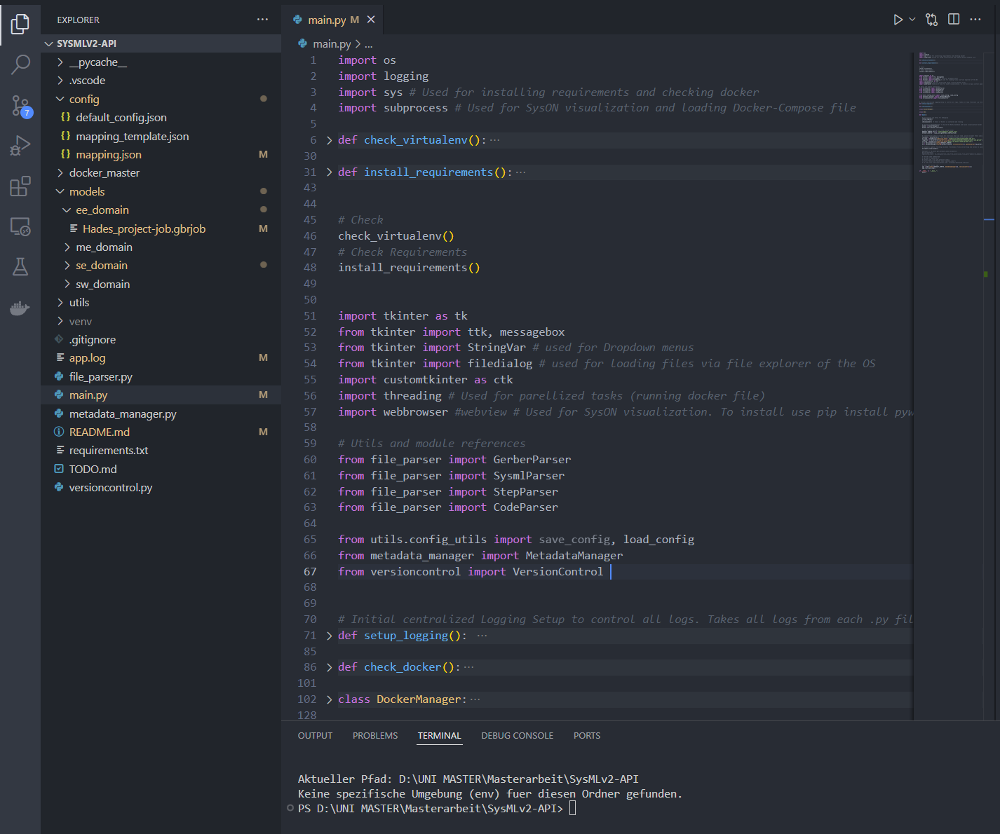 EXPLORER
SYSMLV2-API
__pycache__
.vscode
config
default_config.json
mapping_template.json
mapping.json M
docker_master
models
ee_domain
Hades_project-job.gbrjob M
me_domain
se_domain
sw_domain
utils
venv
.gitignore
app.log M
file_parser.py
main.py M
metadata_manager.py
README.md M
requirements.txt
TODO.md
versioncontrol.py
7
main.py M
main.py > ...
1 import os
2 import logging
3 import sys # Used for installing requirements and checking docker
4 import subprocess # Used for SysON visualization and loading Docker-Compose file
5
6 def check_virtualenv(): ...
30
31 def install_requirements(): ...
43
44
45 # Check
46 check_virtualenv()
47 # Check Requirements
48 install_requirements()
49
50
51 import tkinter as tk
52 from tkinter import ttk, messagebox
53 from tkinter import StringVar # used for Dropdown menus
54 from tkinter import filedialog # used for loading files via file explorer of the OS
55 import customtkinter as ctk
56 import threading # Used for parellized tasks (running docker file)
57 import webbrowser #webview # Used for SysON visualization. To install use pip install pyw
58
59 # Utils and module references
60 from file_parser import GerberParser
61 from file_parser import SysmlParser
62 from file_parser import StepParser
63 from file_parser import CodeParser
64
65 from utils.config_utils import save_config, load_config
66 from metadata_manager import MetadataManager
67 from versioncontrol import VersionControl
68
69
70 # Initial centralized Logging Setup to control all logs. Takes all logs from each .py fil
71 def setup_logging(): ...
85
86 def check_docker(): ...
101
102 class DockerManager: ...
128
OUTPUT PROBLEMS TERMINAL DEBUG CONSOLE PORTS
Aktueller Pfad: D:\UNI MASTER\Masterarbeit\SysMLv2-API
Keine spezifische Umgebung (env) fuer diesen Ordner gefunden.
PS D:\UNI MASTER\Masterarbeit\SysMLv2-API>